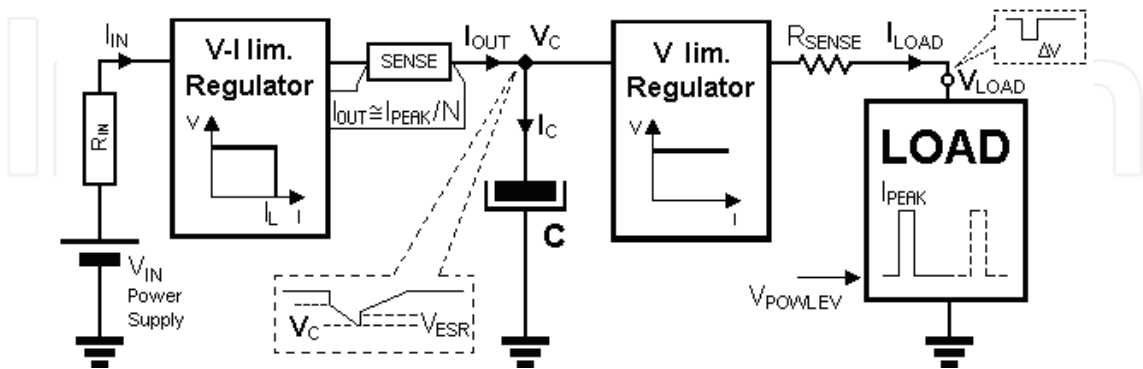 I_IN
R_IN
V_IN
Power
Supply
V-I lim.
Regulator
V
I_L
I
SENSE
I_OUT≅I_PEAK/N
I_OUT
V_C
I_C
C
V_C
V_ESR
V lim.
Regulator
V
I
R_SENSE
I_LOAD
ΔV
V_LOAD
LOAD
I_PEAK
V_POWLEV